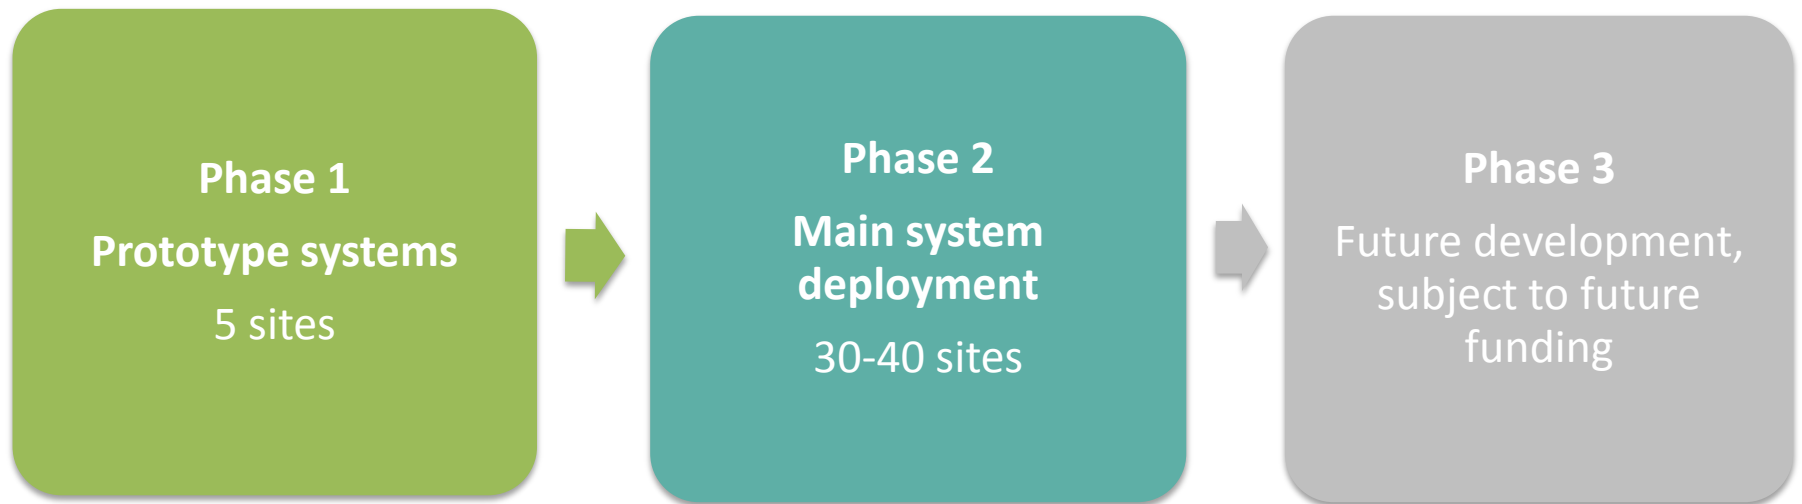 Phase 1
Prototype systems
5 sites
Phase 2
Main system
deployment
30-40 sites
Phase 3
Future development,
subject to future
funding